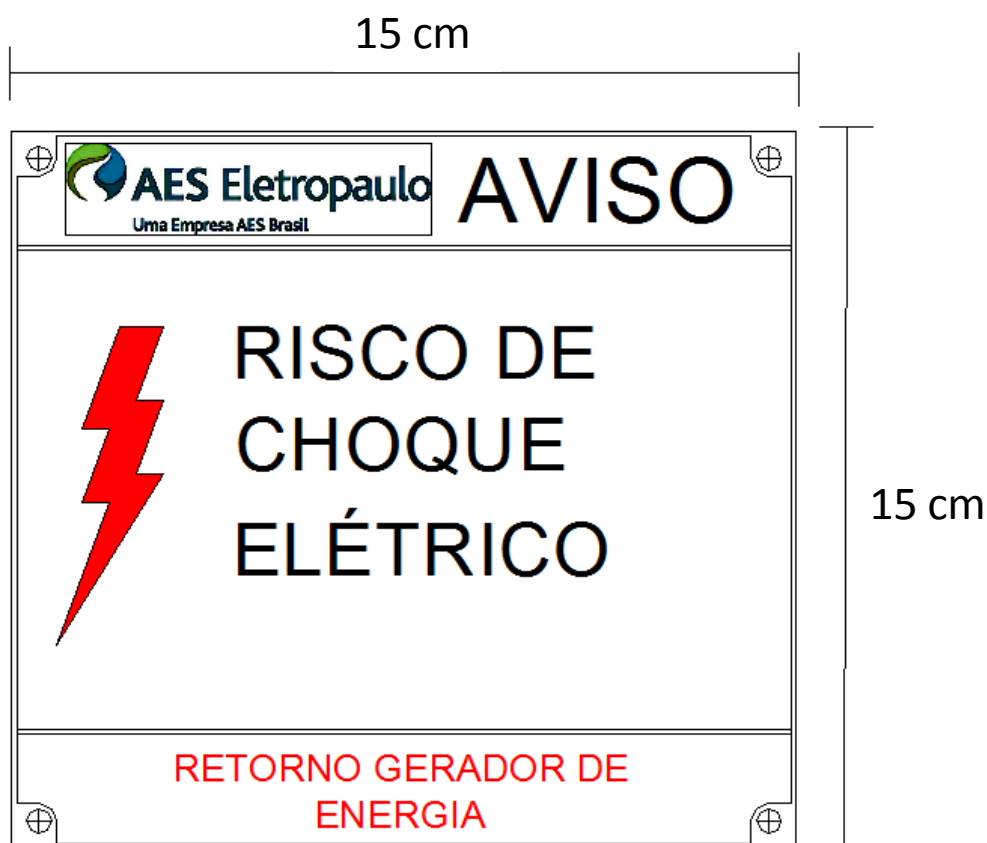 15 cm
AES Eletropaulo
Uma Empresa AES Brasil
AVISO
RISCO DE
CHOQUE
ELÉTRICO
15 cm
RETORNO GERADOR DE
ENERGIA